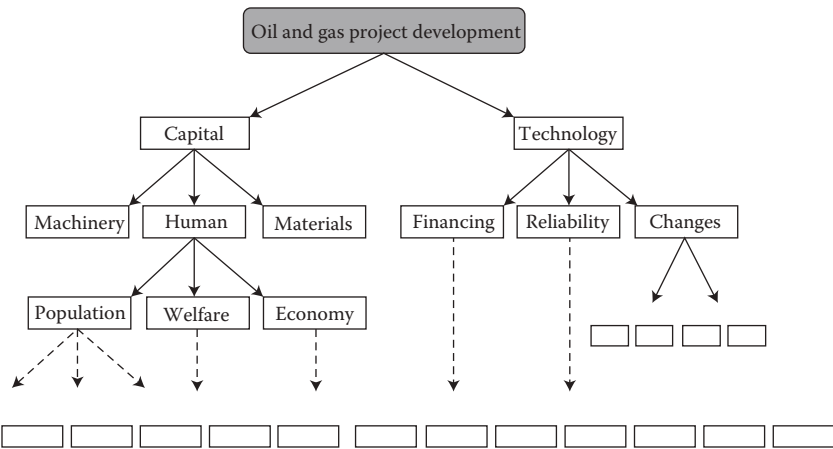 Oil and gas project development
Capital
Technology
Machinery
Human
Materials
Financing
Reliability
Changes
Population
Welfare
Economy